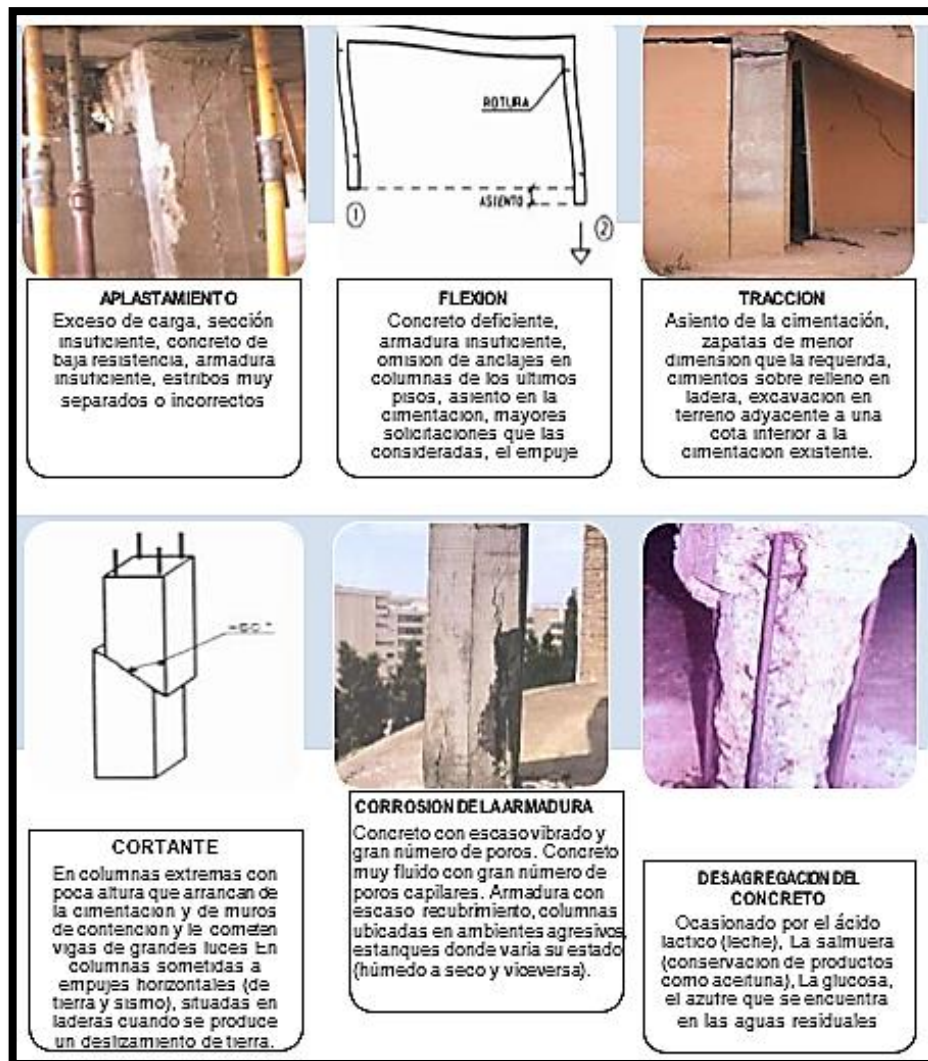 ROTURA
ASIENTO
1
2
APLASTAMIENTO
Exceso de carga, sección
insuficiente, concreto de
baja resistencia, armadura
insuficiente, estribos muy
separados o incorrectos
FLEXION
Concreto deficiente,
armadura insuficiente,
omision de anclajes en
columnas de los ultimos
pisos, asiento en la
cimentación, mayores
solicitaciones que las
consideradas, el empuje
TRACCION
Asiento de la cimentación,
zapatas de menor
dimension que la requerida,
cimientos sobre relleno en
ladera, excavacion en
terreno adyacente a una
cota inferior a la
cimentacion existente.
CORTANTE
En columnas extremas con
poca altura que arrancan de
la cimentacion y de muros
de contencion y le cometen
vigas de grandes luces En
columnas sometidas a
empujes horizontales (de
tierra y sismo), situadas en
laderas cuando se produce
un deslizamiento de tierra.
CORROSION DE LA ARMADURA
Concreto con escaso vibrado y
gran número de poros. Concreto
muy fluido con gran número de
poros capilares. Armadura con
escaso recubrimiento, columnas
ubicadas en ambientes agresivos,
estanques donde varia su estado
(húmedo a seco y viceversa).
DESAGREGACION DEL
CONCRETO
Ocasionado por el ácido
lactico (leche), La salmuera
(conservacion de productos
como aceituna), La glucosa,
el azufre que se encuentra
en las aguas residuales